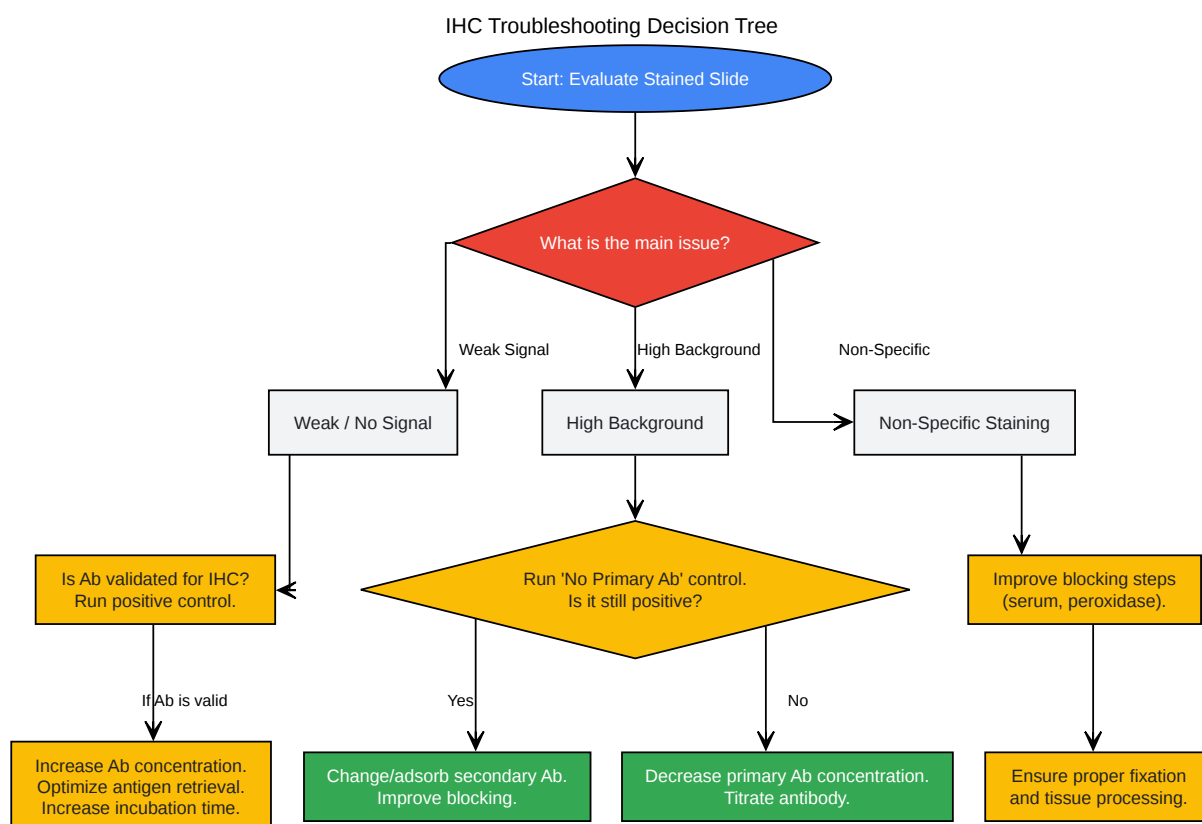 IHC Troubleshooting Decision Tree
Start: Evaluate Stained Slide
What is the main issue?
Weak Signal
High Background
Non-Specific
Weak / No Signal
High Background
Non-Specific Staining
Is Ab validated for IHC?
Run positive control.
Run 'No Primary Ab' control.
Is it still positive?
Improve blocking steps
(serum, peroxidase).
If Ab is valid
Yes
No
Increase Ab concentration.
Optimize antigen retrieval.
Increase incubation time.
Change/adsorb secondary Ab.
Improve blocking.
Decrease primary Ab concentration.
Titrate antibody.
Ensure proper fixation
and tissue processing.